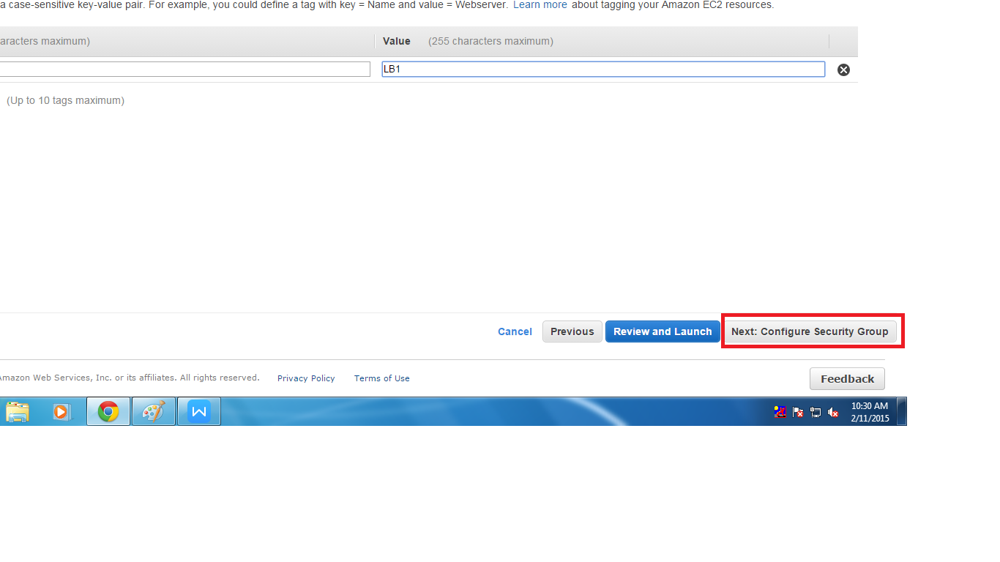 a case-sensitive key-value pair. For example, you could define a tag with key = Name and value = Webserver. Learn more about tagging your Amazon EC2 resources.
aracters maximum) Value (255 characters maximum)
LB1
(Up to 10 tags maximum)
Cancel Previous Review and Launch Next: Configure Security Group
Amazon Web Services, Inc. or its affiliates. All rights reserved. Privacy Policy Terms of Use Feedback
10:30 AM
2/11/2015